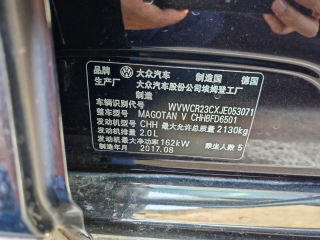 品牌 大众汽车 制造国 德国
生产厂 大众汽车股份公司埃姆登工厂
制造
车辆识别代号 WVWCR23CXJE053071
整车型号 MAGOTAN V CHHBFD6501
发动机型号 CHH 最大允许总质量 2130kg
发动机排量 2.0L
发动机最大净功率 162kW 乘坐人数 5
制造年月 2017.08